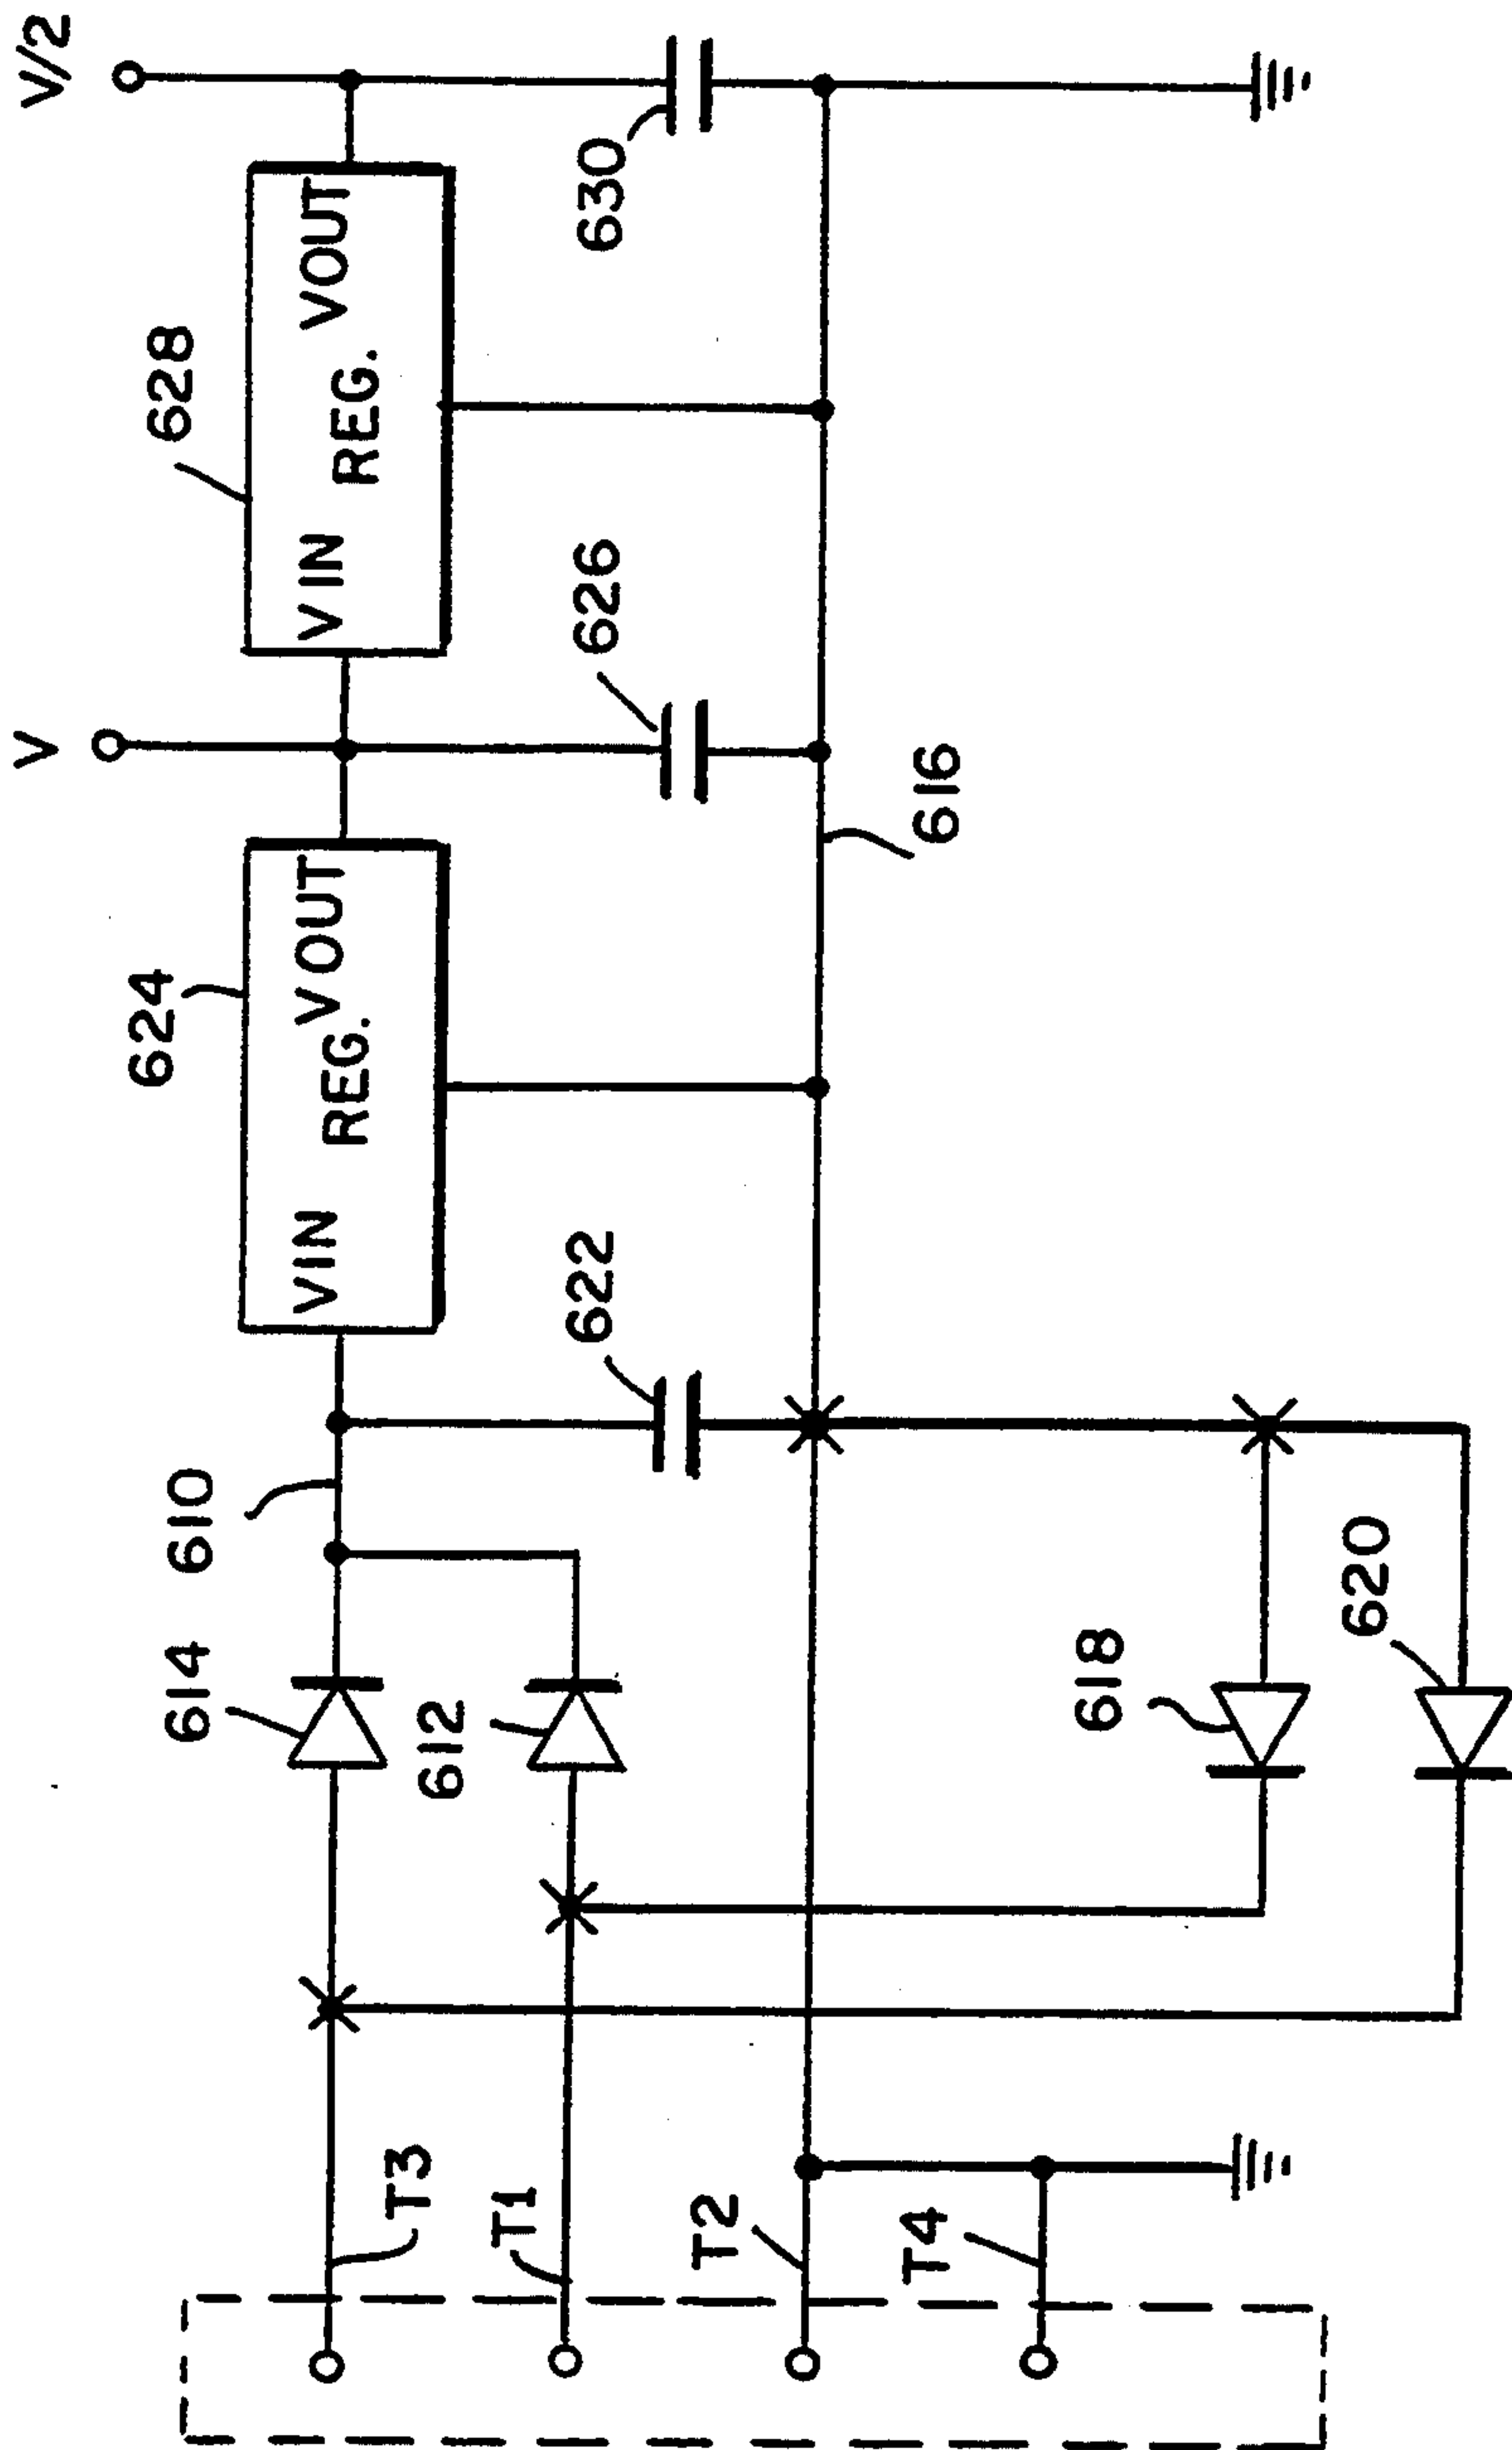 V/2
V
628
VIN
VOUT
REG.
624
VIN
VOUT
REG.
630
626
616
622
610
614
612
618
620
T3
T1
T2
T4